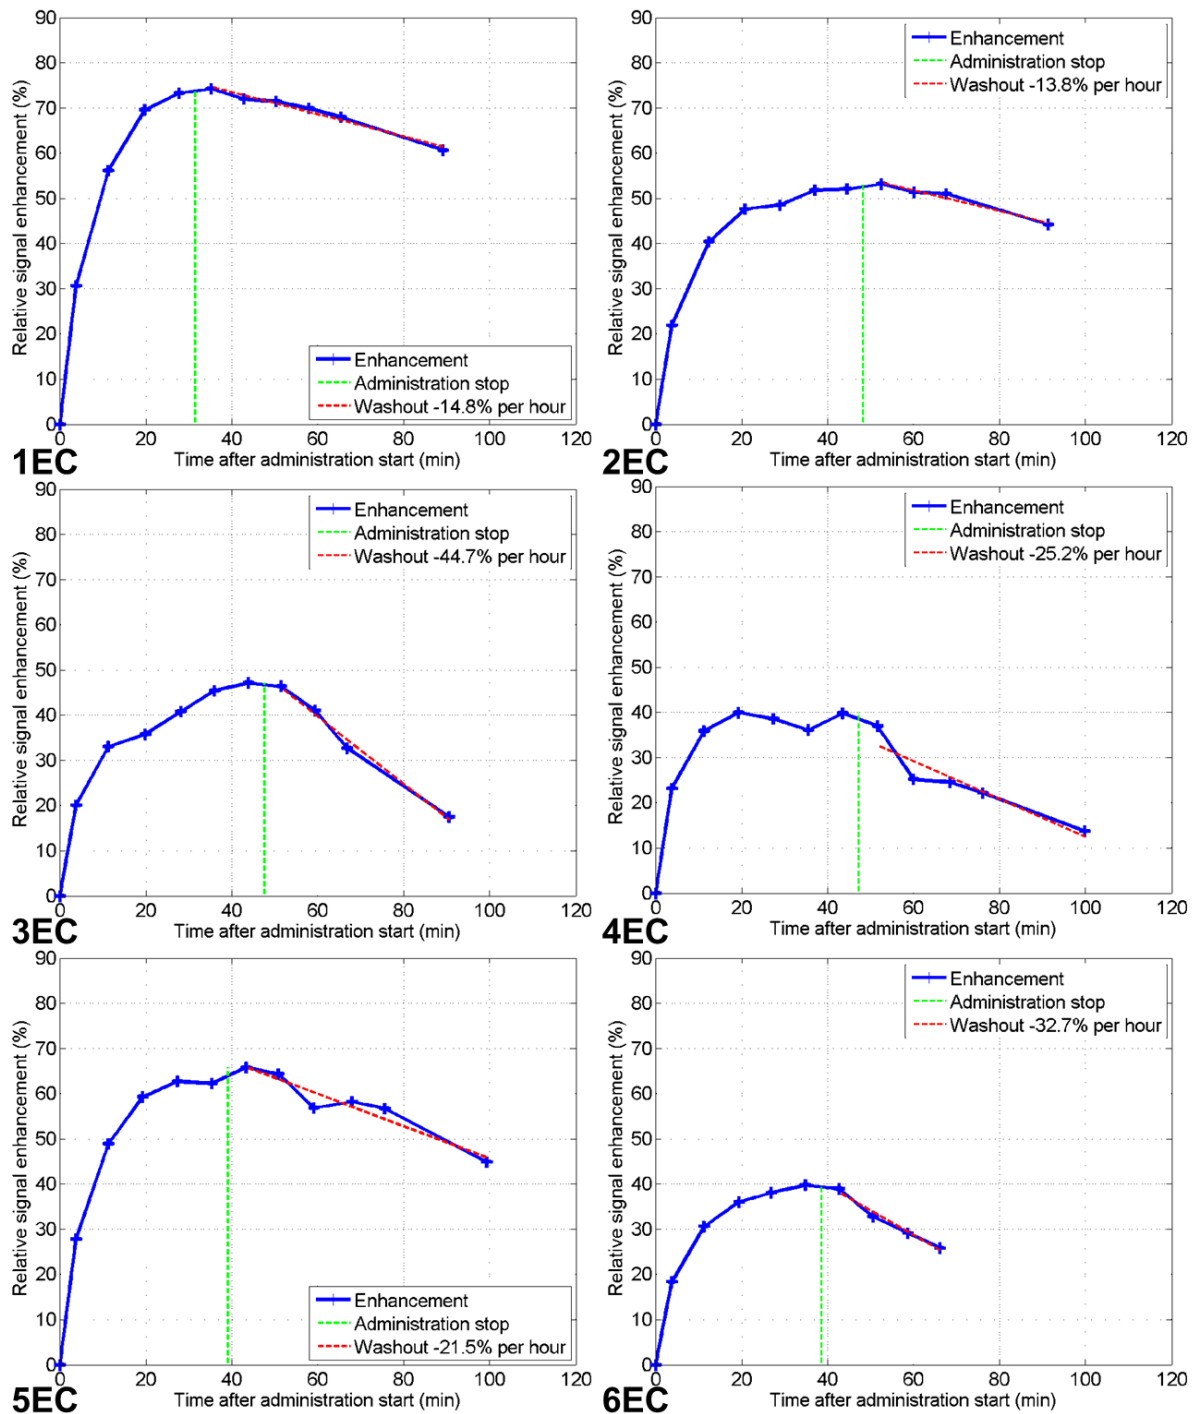 Relative signal enhancement (%)
90
80
70
60
50
40
30
20
10
0
Enhancement
Administration stop
Washout -14.8% per hour
0 20 40 60 80 100 120
Time after administration start (min)
1EC
Relative signal enhancement (%)
90
80
70
60
50
40
30
20
10
0
Enhancement
Administration stop
Washout -13.8% per hour
0 20 40 60 80 100 120
Time after administration start (min)
2EC
Relative signal enhancement (%)
90
80
70
60
50
40
30
20
10
0
Enhancement
Administration stop
Washout -44.7% per hour
0 20 40 60 80 100 120
Time after administration start (min)
3EC
Relative signal enhancement (%)
90
80
70
60
50
40
30
20
10
0
Enhancement
Administration stop
Washout -25.2% per hour
0 20 40 60 80 100 120
Time after administration start (min)
4EC
Relative signal enhancement (%)
90
80
70
60
50
40
30
20
10
0
Enhancement
Administration stop
Washout -21.5% per hour
0 20 40 60 80 100 120
Time after administration start (min)
5EC
Relative signal enhancement (%)
90
80
70
60
50
40
30
20
10
0
Enhancement
Administration stop
Washout -32.7% per hour
0 20 40 60 80 100 120
Time after administration start (min)
6EC